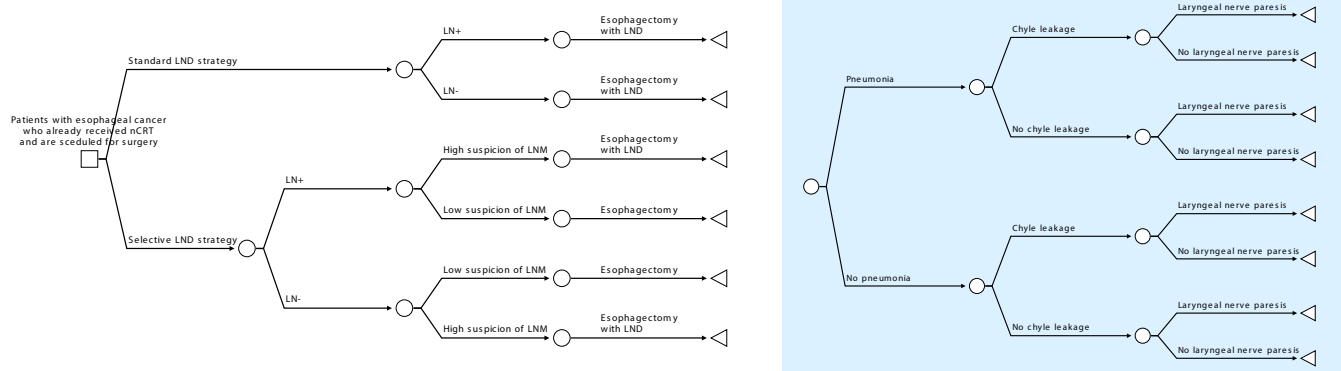 Esophagectomy
with LND
LN+
Standard LND strategy
Esophagectomy
with LND
LN-
Patients with esophageal cancer
who already received nCRT
and are sceduled for surgery
Esophagectomy
with LND
High suspicion of LNM
LN+
Low suspicion of LNM
Esophagectomy
Selective LND strategy
Low suspicion of LNM
Esophagectomy
LN-
Esophagectomy
with LND
High suspicion of LNM
Laryngeal nerve paresis
Chyle leakage
No laryngeal nerve paresis
Pneumonia
Laryngeal nerve paresis
No chyle leakage
No laryngeal nerve paresis
Laryngeal nerve paresis
Chyle leakage
No laryngeal nerve paresis
No pneumonia
Laryngeal nerve paresis
No chyle leakage
No laryngeal nerve paresis